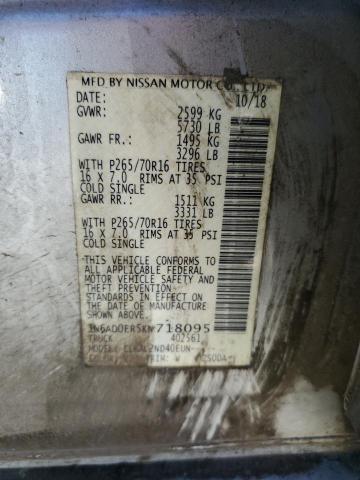 MFD BY NISSAN MOTOR CO., LTD.
DATE: 10/18
GVWR: 2599 KG
5730 LB
GAWR FR.: 1495 KG
3296 LB
WITH P265/70R16 TIRES
16 X 7.0 RIMS AT 35 PSI
COLD SINGLE
GAWR RR.: 1511 KG
3331 LB
WITH P265/70R16 TIRES
16 X 7.0 RIMS AT 35 PSI
COLD SINGLE
THIS VEHICLE CONFORMS TO ALL
APPLICABLE FEDERAL MOTOR
VEHICLE SAFETY AND
THEFT PREVENTION
STANDARDS IN EFFECT ON THE
DATE OF MANUFACTURE
SHOWN ABOVE
1N6AD0ER5KN718095
TRUCK 402561
MODEL:
TRIM: W